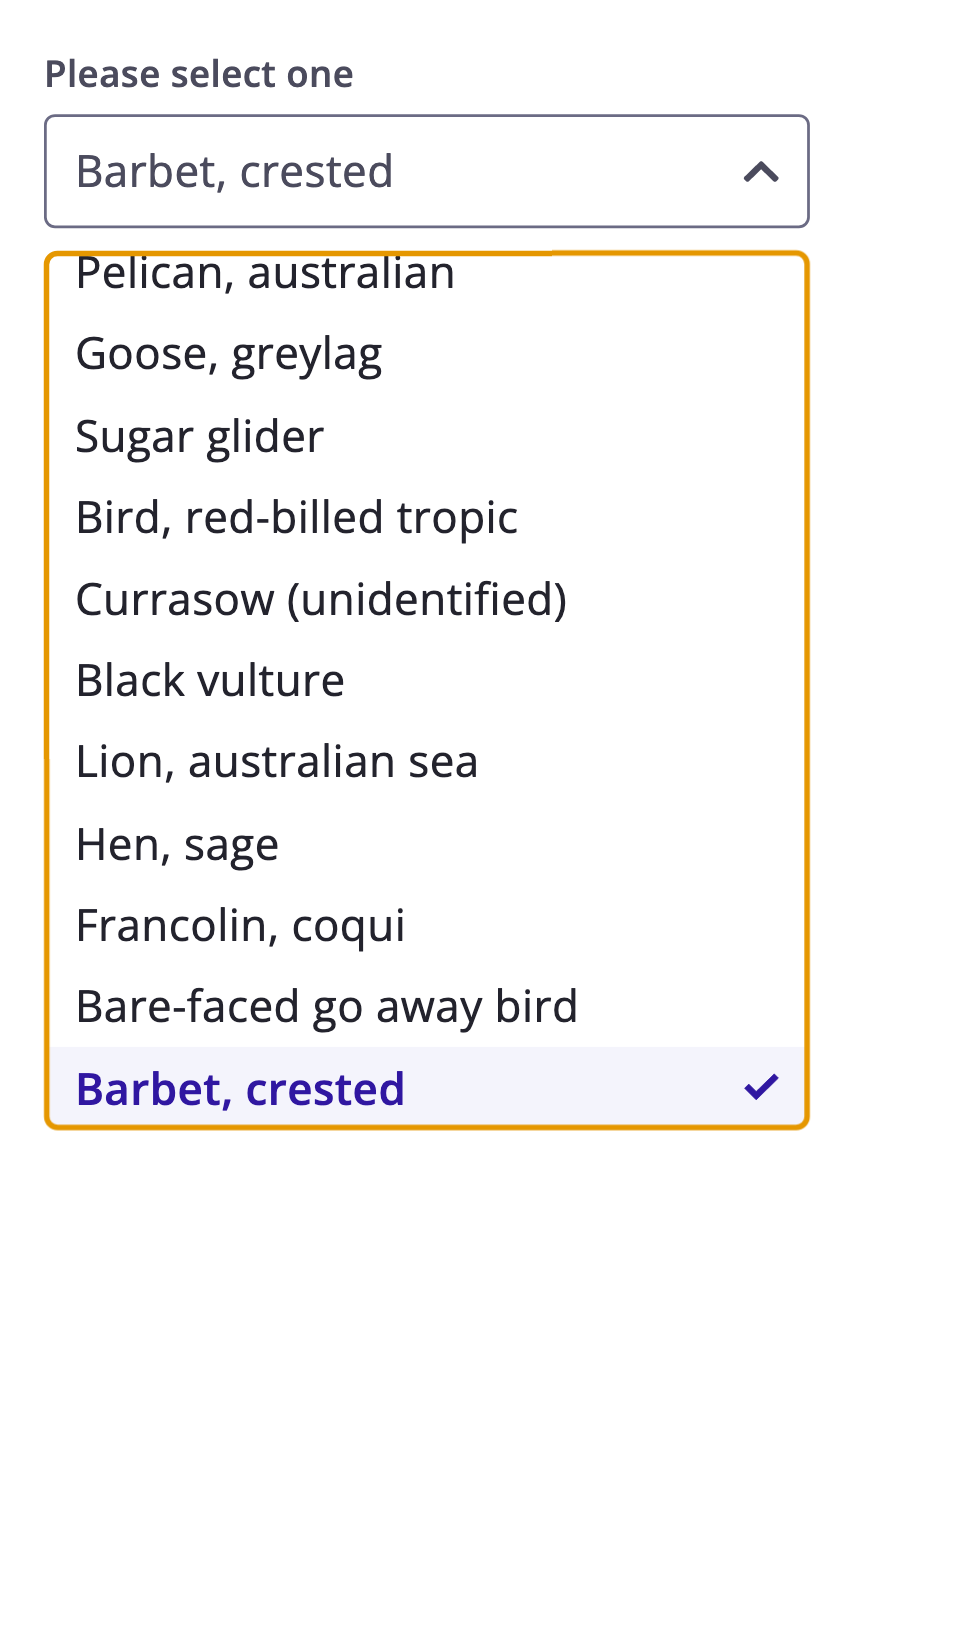 Please select one
Barbet, crested
Pelican, australian
Goose, greylag
Sugar glider
Bird, red-billed tropic
Currasow (unidentified)
Black vulture
Lion, australian sea
Hen, sage
Francolin, coqui
Bare-faced go away bird
Barbet, crested